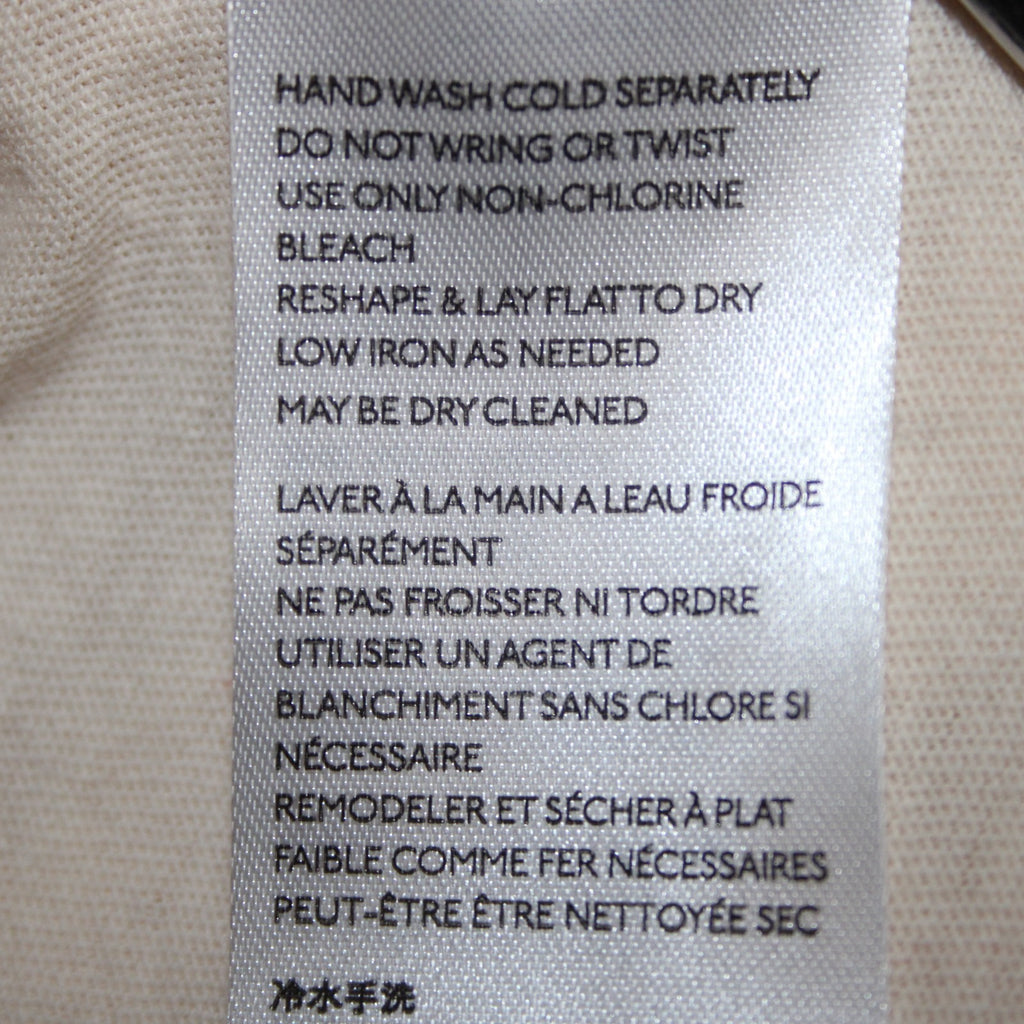 HAND WASH COLD SEPARATELY
DO NOT WRING OR TWIST
USE ONLY NON-CHLORINE
BLEACH
RESHAPE & LAY FLAT TO DRY
LOW IRON AS NEEDED
MAY BE DRY CLEANED
LAVER À LA MAIN A LEAU FROIDE
SÉPARÉMENT
NE PAS FROISSER NI TORDRE
UTILISER UN AGENT DE
BLANCHIMENT SANS CHLORE SI
NÉCESSAIRE
REMODELER ET SÉCHER À PLAT
FAIBLE COMME FER NÉCESSAIRES
PEUT-ÊTRE ÊTRE NETTOYÉE SEC
冷水手洗